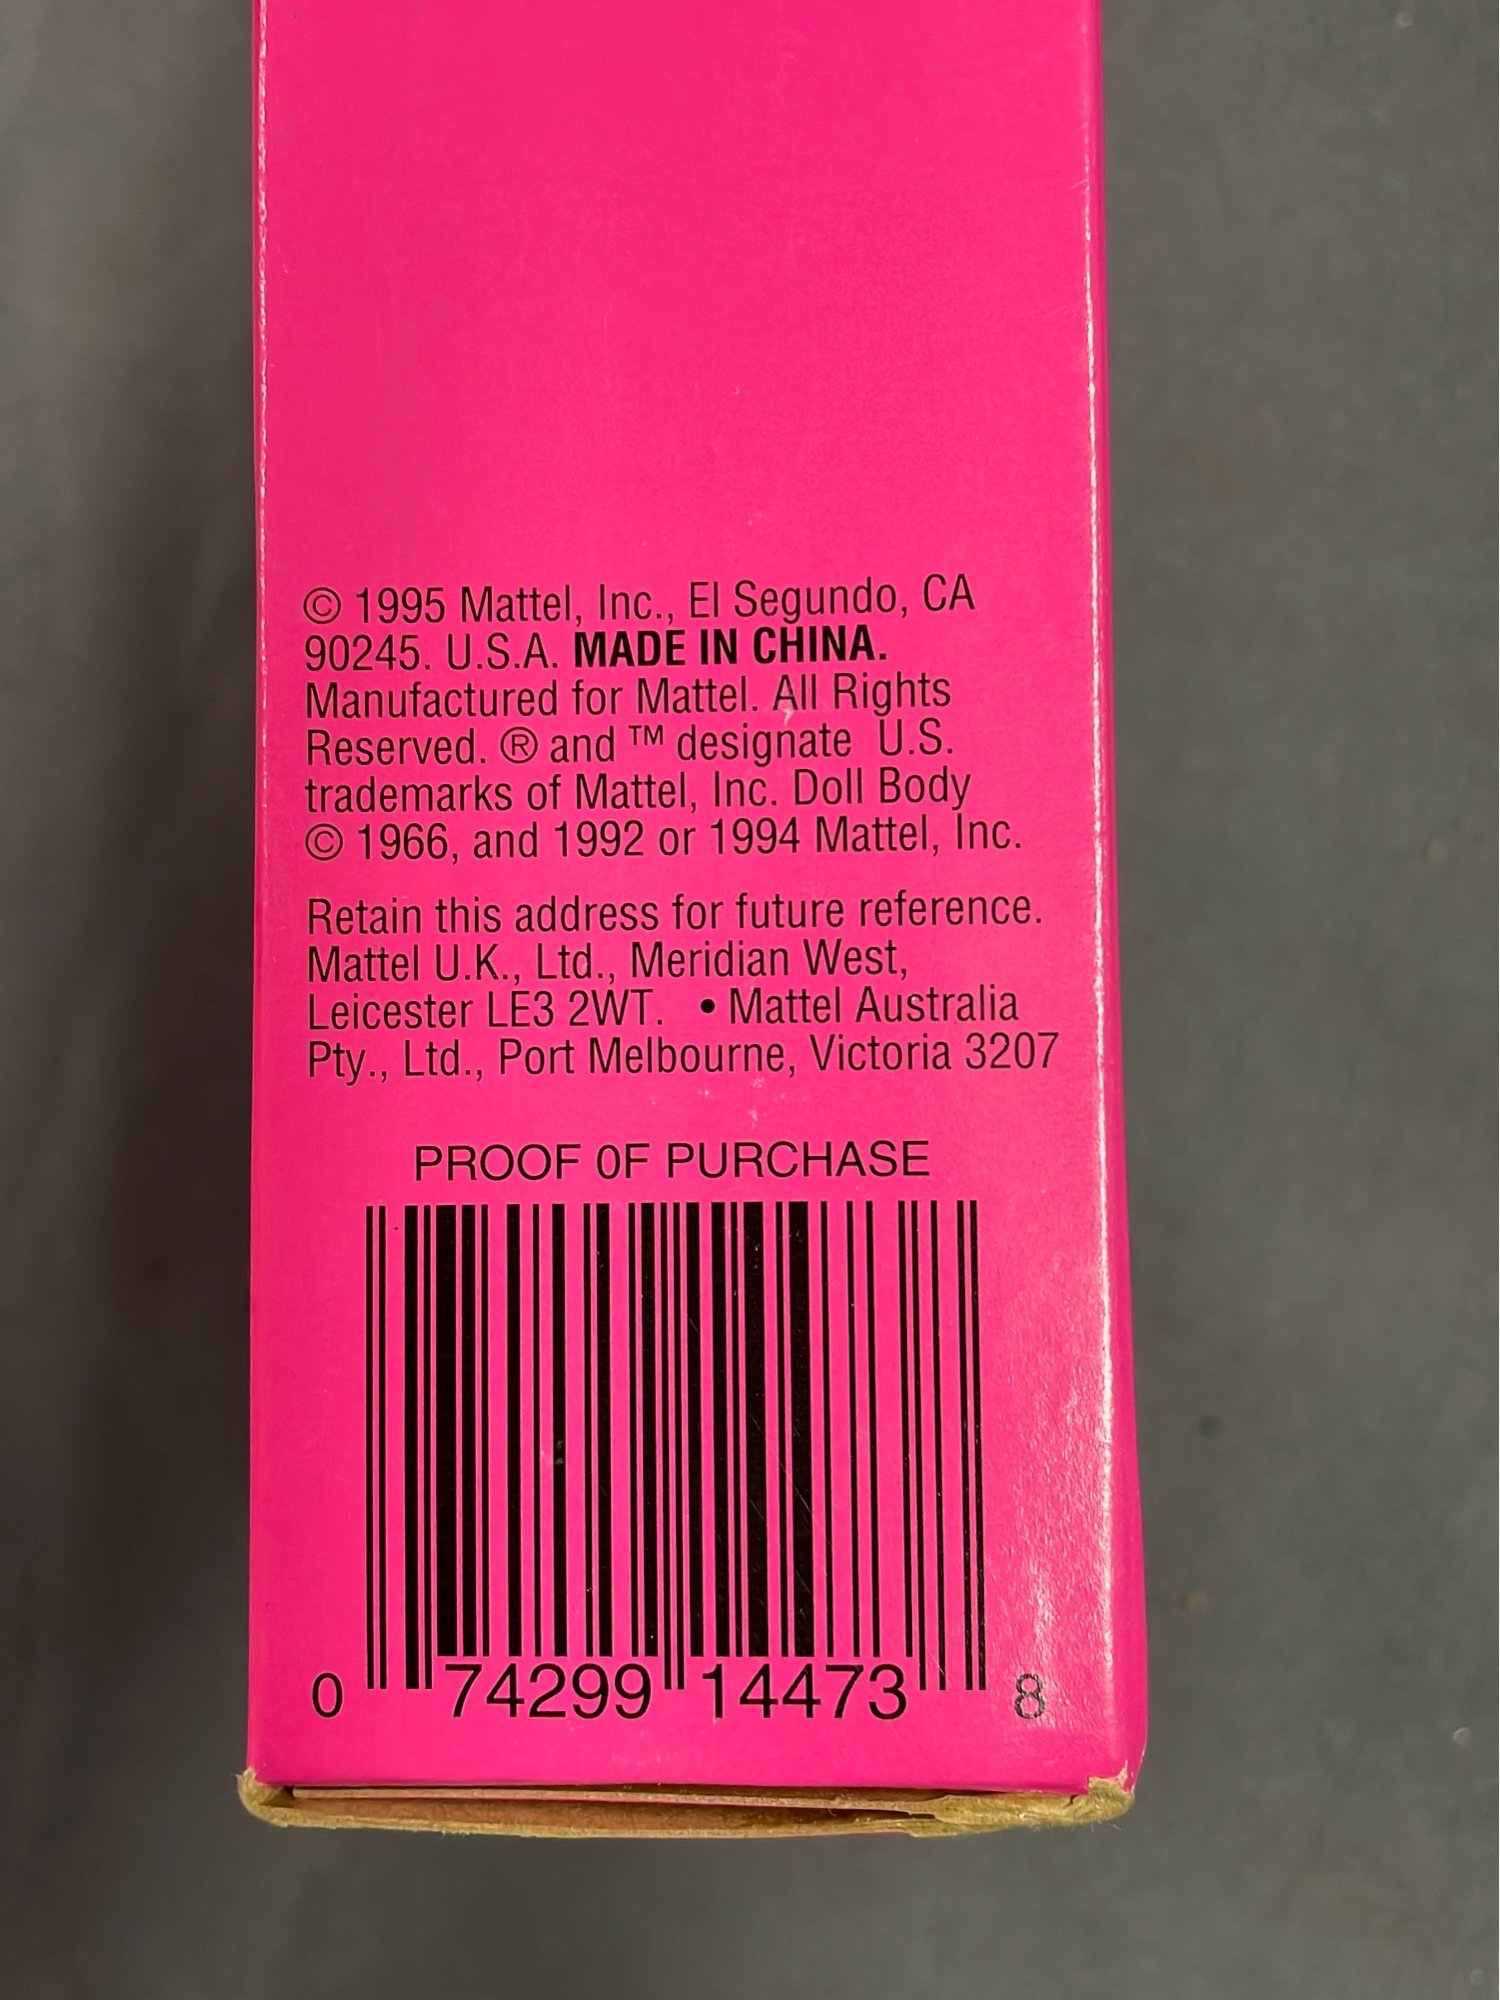 © 1995 Mattel, Inc., El Segundo, CA
90245. U.S.A. MADE IN CHINA.
Manufactured for Mattel. All Rights
Reserved. ® and ™ designate U.S.
trademarks of Mattel, Inc. Doll Body
© 1966, and 1992 or 1994 Mattel, Inc.
Retain this address for future reference.
Mattel U.K., Ltd., Meridian West,
Leicester LE3 2WT. • Mattel Australia
Pty., Ltd., Port Melbourne, Victoria 3207
PROOF OF PURCHASE
0 74299 14473 8